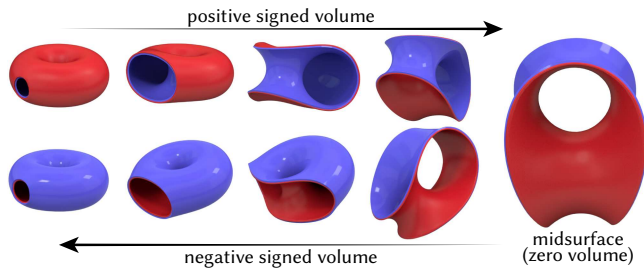 positive signed volume
negative signed volume
midsurface
(zero volume)